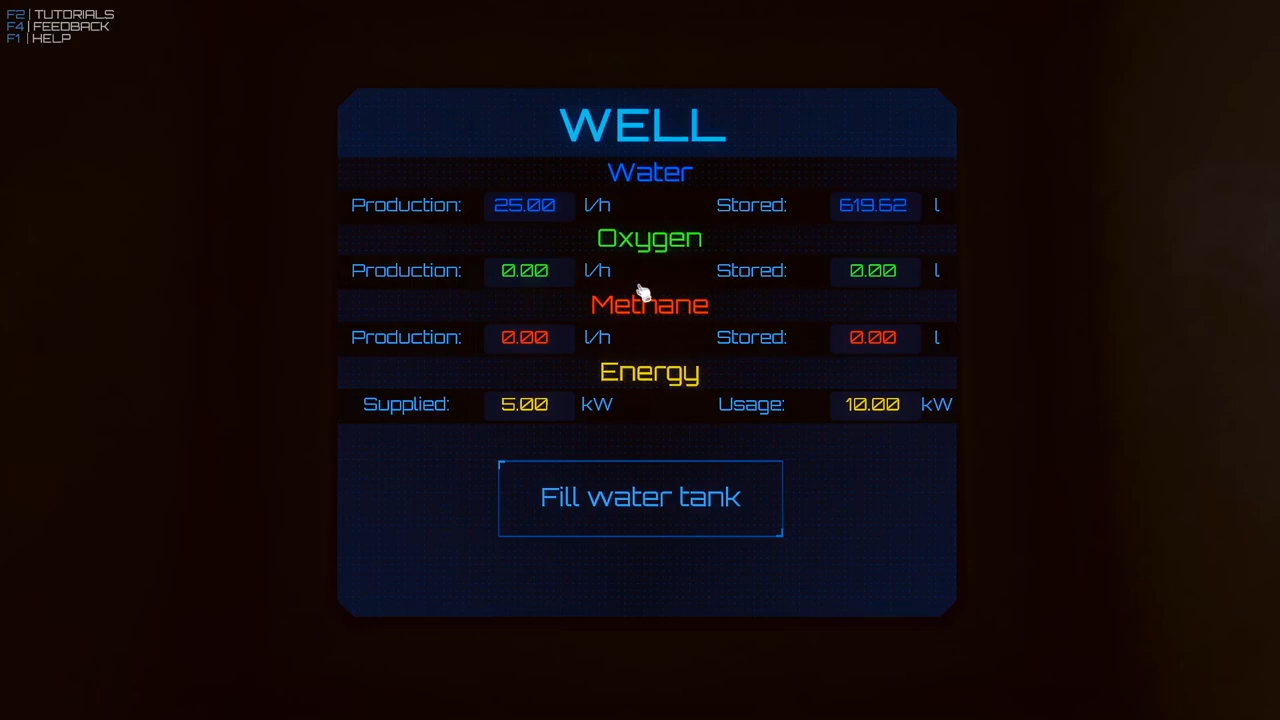 F2 | TUTORIALS
F4 | FEEDBACK
F1 | HELP
WELL
Water
Production: 25.00 l/h Stored: 619.62 l
Oxygen
Production: 0.00 l/h Stored: 0.00 l
Methane
Production: 0.00 l/h Stored: 0.00 l
Energy
Supplied: 5.00 kW Usage: 10.00 kW
Fill water tank